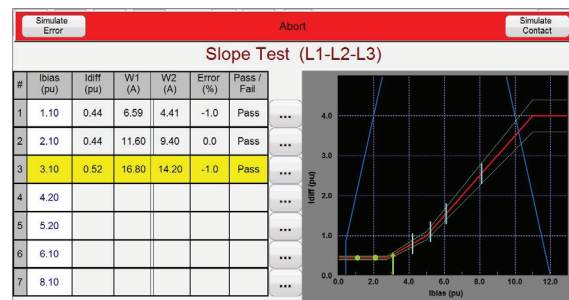 Simulate Error
Abort
Simulate Contact
Slope Test (L1-L2-L3)
# Ibias (pu) Idiff (pu) W1 (A) W2 (A) Error (%) Pass / Fail
1 1.10 0.44 6.59 4.41 -1.0 Pass ...
2 2.10 0.44 11.60 9.40 0.0 Pass ...
3 3.10 0.52 16.80 14.20 -1.0 Pass ...
4 4.20 ...
5 5.20 ...
6 6.10 ...
7 8.10 ...
Idiff (pu)
4.0
3.0
2.0
1.0
0.0
0.0 2.0 4.0 6.0 8.0 10.0 12.0
Ibias (pu)